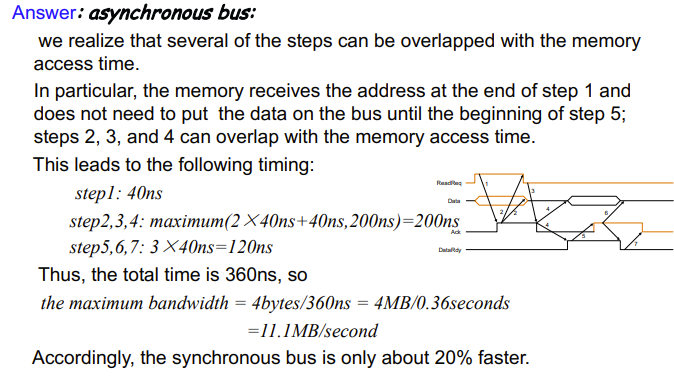 Answer: asynchronous bus:
we realize that several of the steps can be overlapped with the memory
access time.
In particular, the memory receives the address at the end of step 1 and
does not need to put the data on the bus until the beginning of step 5;
steps 2, 3, and 4 can overlap with the memory access time.
This leads to the following timing:
step1: 40ns
step2,3,4: maximum(2×40ns+40ns,200ns)=200ns
step5,6,7: 3×40ns=120ns
ReadReq
1
3
Data
2
2
4
6
Ack
4
5
DataRdy
7
Thus, the total time is 360ns, so
the maximum bandwidth = 4bytes/360ns = 4MB/0.36seconds
=11.1MB/second
Accordingly, the synchronous bus is only about 20% faster.